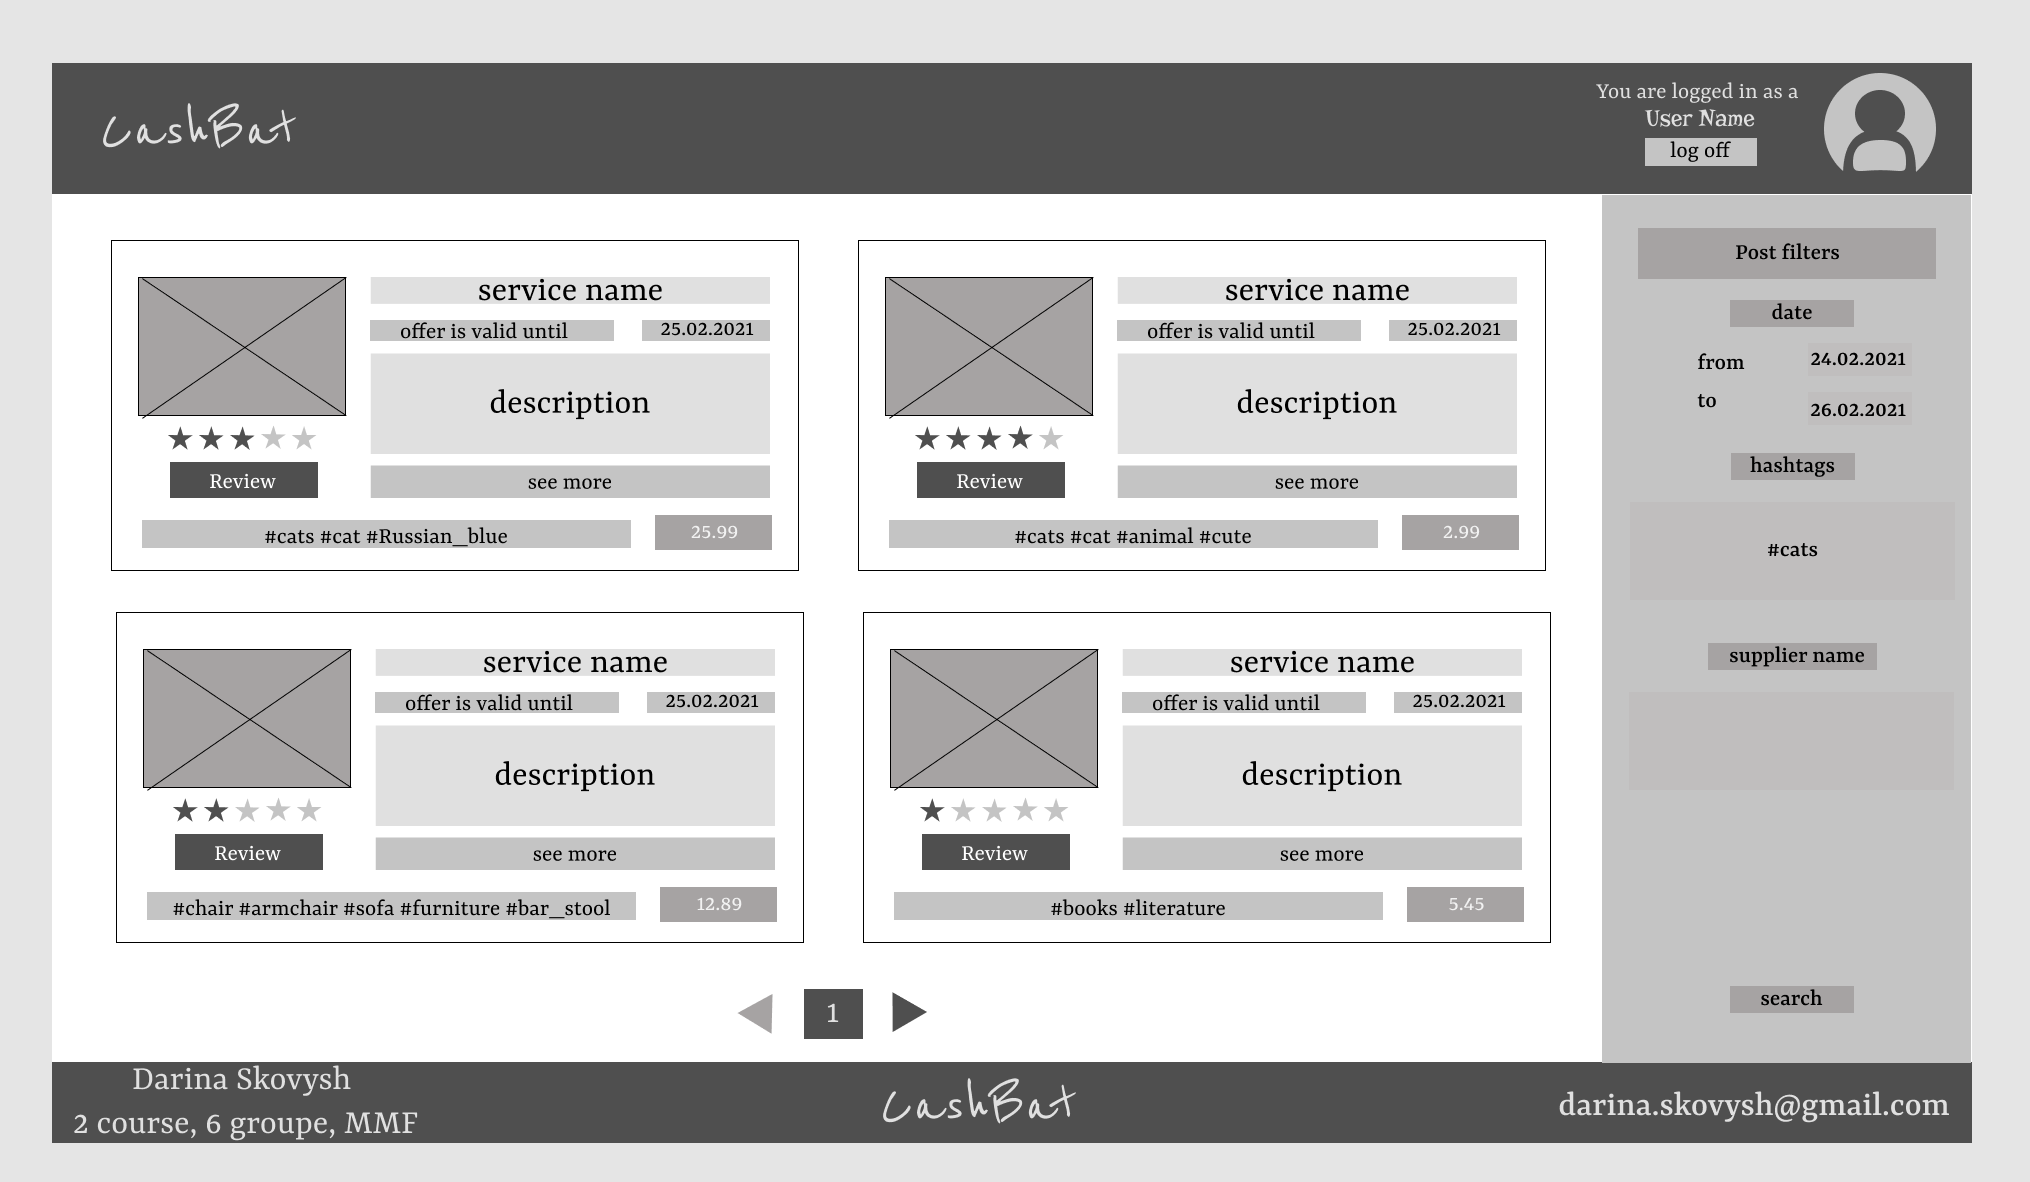 CashBat
You are logged in as a
User Name
log off
service name
offer is valid until 25.02.2021
description
Review
see more
#cats #cat #Russian_blue 25.99
service name
offer is valid until 25.02.2021
description
Review
see more
#cats #cat #animal #cute 2.99
service name
offer is valid until 25.02.2021
description
Review
see more
#chair #armchair #sofa #furniture #bar_stool 12.89
service name
offer is valid until 25.02.2021
description
Review
see more
#books #literature 5.45
1
Post filters
date
from 24.02.2021
to 26.02.2021
hashtags
#cats
supplier name
search
Darina Skovysh
2 course, 6 groupe, MMF
CashBat
darina.skovysh@gmail.com